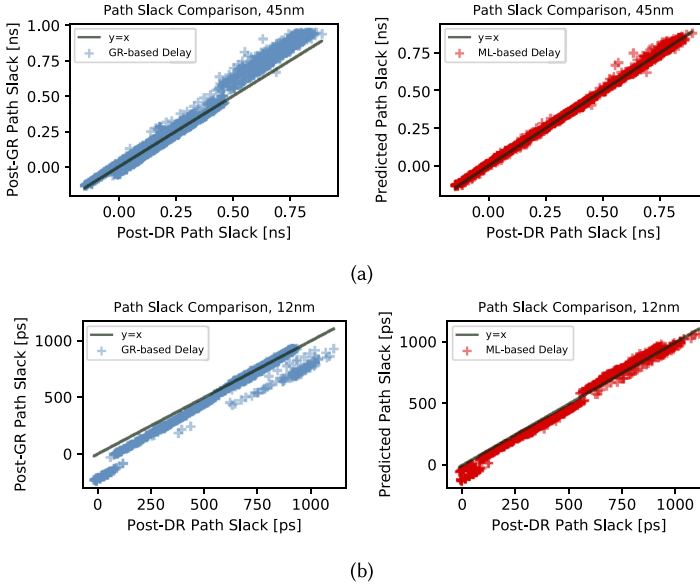 Path Slack Comparison, 45nm
Post-GR Path Slack [ns]
1.00
0.75
0.50
0.25
0.00
y=x
GR-based Delay
0.00 0.25 0.50 0.75
Post-DR Path Slack [ns]
Path Slack Comparison, 45nm
Predicted Path Slack [ns]
0.75
0.50
0.25
0.00
y=x
ML-based Delay
0.00 0.25 0.50 0.75
Post-DR Path Slack [ns]
(a)
Path Slack Comparison, 12nm
Post-GR Path Slack [ps]
1000
500
0
y=x
GR-based Delay
0 250 500 750 1000
Post-DR Path Slack [ps]
Path Slack Comparison, 12nm
Predicted Path Slack [ps]
1000
500
0
y=x
ML-based Delay
0 250 500 750 1000
Post-DR Path Slack [ps]
(b)